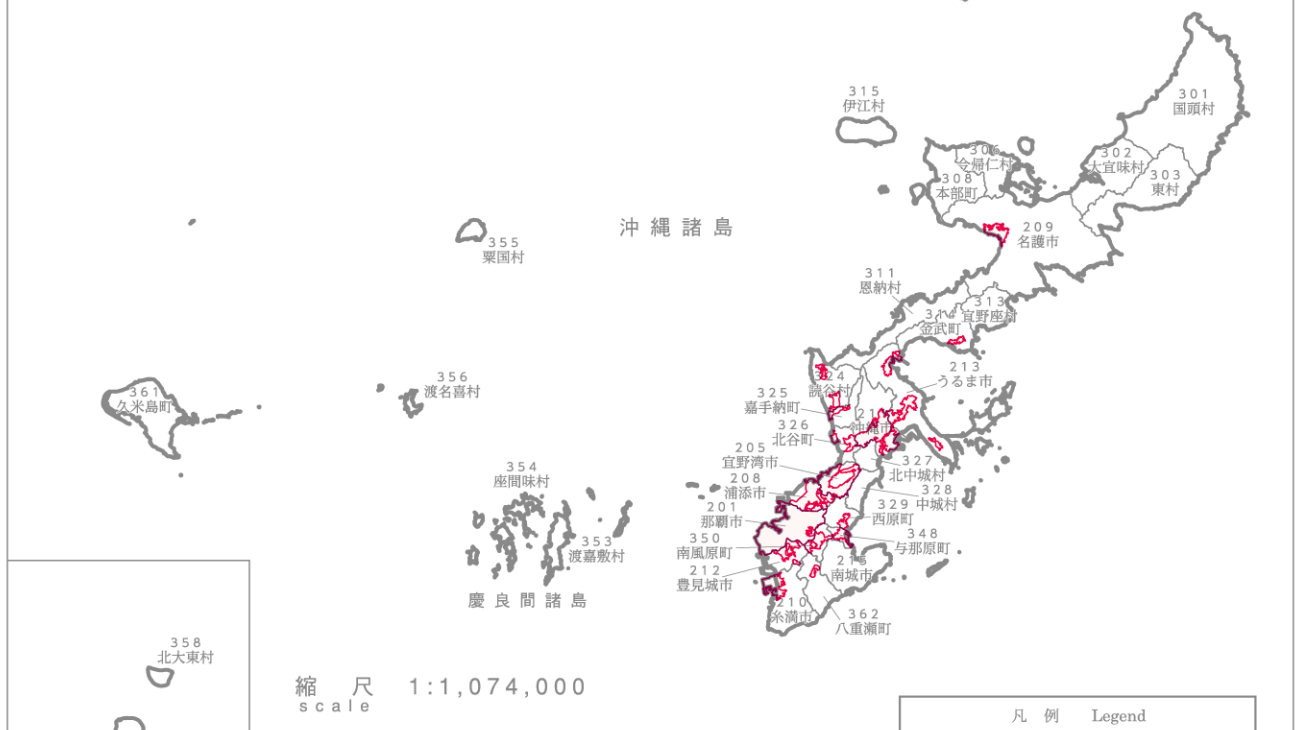 315
伊江村
301
国頭村
306
今帰仁村
302
大宜味村
308
本部町
303
東村
沖縄諸島
209
名護市
355
粟国村
311
恩納村
313
宜野座村
314
金武町
213
うるま市
324
読谷村
356
渡名喜村
361
久米島町
325
嘉手納町
21
沖縄市
326
北谷町
205
宜野湾市
327
北中城村
354
座間味村
208
浦添市
328
中城村
201
那覇市
329
西原町
350
南風原町
348
与那原町
353
渡嘉敷村
212
豊見城市
215
南城市
慶良間諸島
210
糸満市
362
八重瀬町
358
北大東村
縮 尺 1:1,074,000
scale
凡 例 Legend